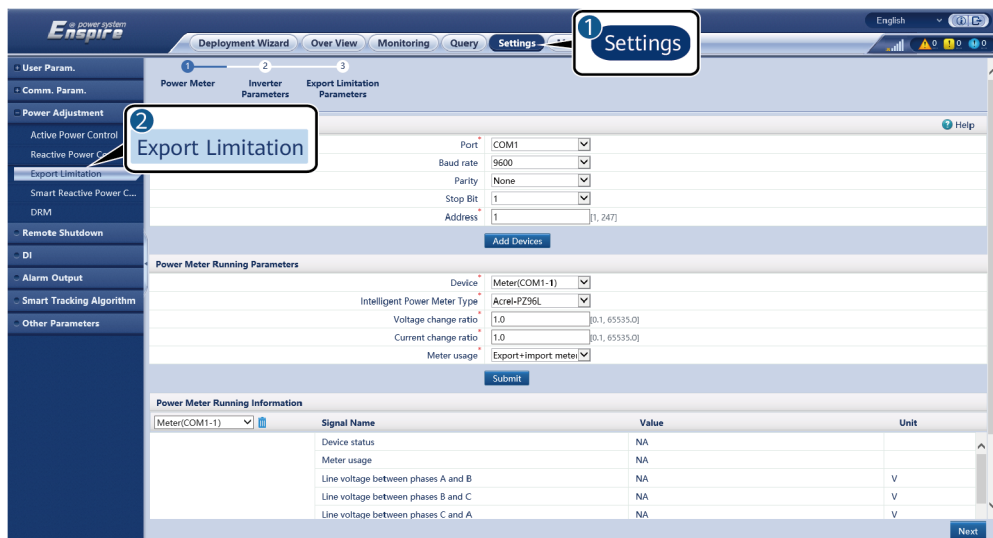 power system
Enspire
English
Deployment Wizard
Over View
Monitoring
Query
Settings
1
Settings
0
0
0
User Param.
Comm. Param.
Power Adjustment
Active Power Control
Reactive Power Co
Export Limitation
Smart Reactive Power C...
DRM
Remote Shutdown
DI
Alarm Output
Smart Tracking Algorithm
Other Parameters
2
Export Limitation
1 2 3
Power Meter Inverter Parameters Export Limitation Parameters
Help
Port* COM1
Baud rate 9600
Parity None
Stop Bit 1
Address* 1 [1, 247]
Add Devices
Power Meter Running Parameters
Device* Meter(COM1-1)
Intelligent Power Meter Type* Acrel-PZ96L
Voltage change ratio* 1.0 [0.1, 65535.0]
Current change ratio* 1.0 [0.1, 65535.0]
Meter usage* Export+import meter
Submit
Power Meter Running Information
Meter(COM1-1) Signal Name Value Unit
Device status NA
Meter usage NA
Line voltage between phases A and B NA V
Line voltage between phases B and C NA V
Line voltage between phases C and A NA V
Next